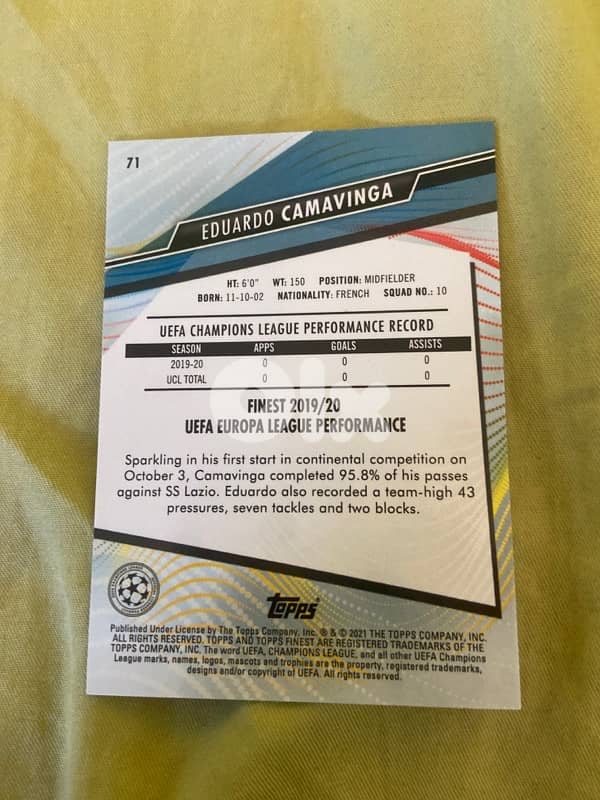 71
EDUARDO CAMAVINGA
HT: 6'0" WT: 150 POSITION: MIDFIELDER
BORN: 11-10-02 NATIONALITY: FRENCH SQUAD NO.: 10
UEFA CHAMPIONS LEAGUE PERFORMANCE RECORD
SEASON APPS GOALS ASSISTS
2019-20 0 0 0
UCL TOTAL 0 0 0
OLX
FINEST 2019/20
UEFA EUROPA LEAGUE PERFORMANCE
Sparkling in his first start in continental competition on
October 3, Camavinga completed 95.8% of his passes
against SS Lazio. Eduardo also recorded a team-high 43
pressures, seven tackles and two blocks.
Topps
Published Under License by The Topps Company, Inc. ® & © 2021 THE TOPPS COMPANY, INC.
ALL RIGHTS RESERVED. TOPPS AND TOPPS FINEST ARE REGISTERED TRADEMARKS OF THE
TOPPS COMPANY, INC. The word UEFA, CHAMPIONS LEAGUE, and all other UEFA Champions
League marks, names, logos, mascots and trophies are the property, registered trademarks,
designs and/or copyright of UEFA. All rights reserved.